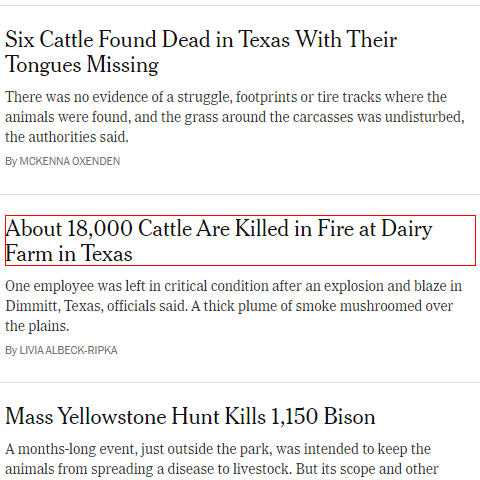 Six Cattle Found Dead in Texas With Their
Tongues Missing
There was no evidence of a struggle, footprints or tire tracks where the
animals were found, and the grass around the carcasses was undisturbed,
the authorities said.
By MCKENNA OXENDEN
About 18,000 Cattle Are Killed in Fire at Dairy
Farm in Texas
One employee was left in critical condition after an explosion and blaze in
Dimmitt, Texas, officials said. A thick plume of smoke mushroomed over
the plains.
By LIVIA ALBECK-RIPKA
Mass Yellowstone Hunt Kills 1,150 Bison
A months-long event, just outside the park, was intended to keep the
animals from spreading a disease to livestock. But its scope and other